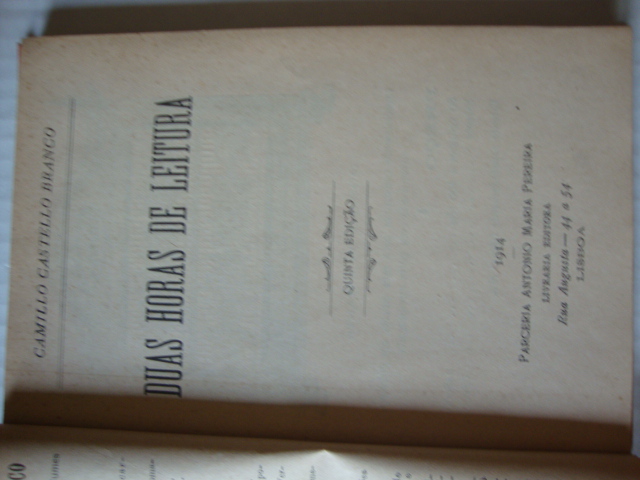 CAMILLO CASTELLO BRANCO
DUAS HORAS DE LEITURA
QUINTA EDIÇÃO
1914
PARCERIA ANTONIO MARIA PEREIRA
LIVRARIA EDITORA
Rua Augusta — 44 a 54
LISBOA